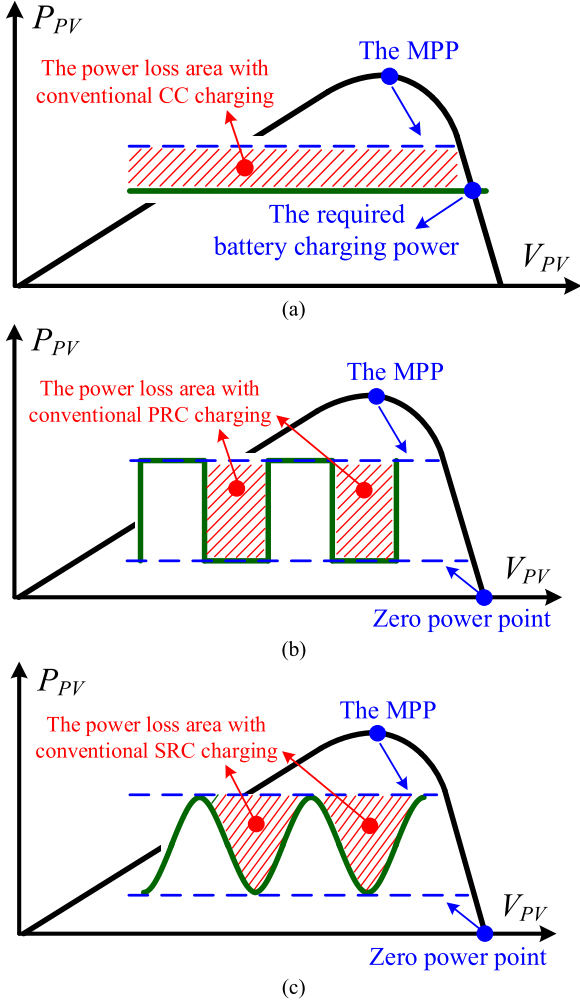 P_PV
The MPP
The power loss area with
conventional CC charging
The required
battery charging power
V_PV
(a)
P_PV
The MPP
The power loss area with
conventional PRC charging
V_PV
Zero power point
(b)
P_PV
The MPP
The power loss area with
conventional SRC charging
V_PV
Zero power point
(c)